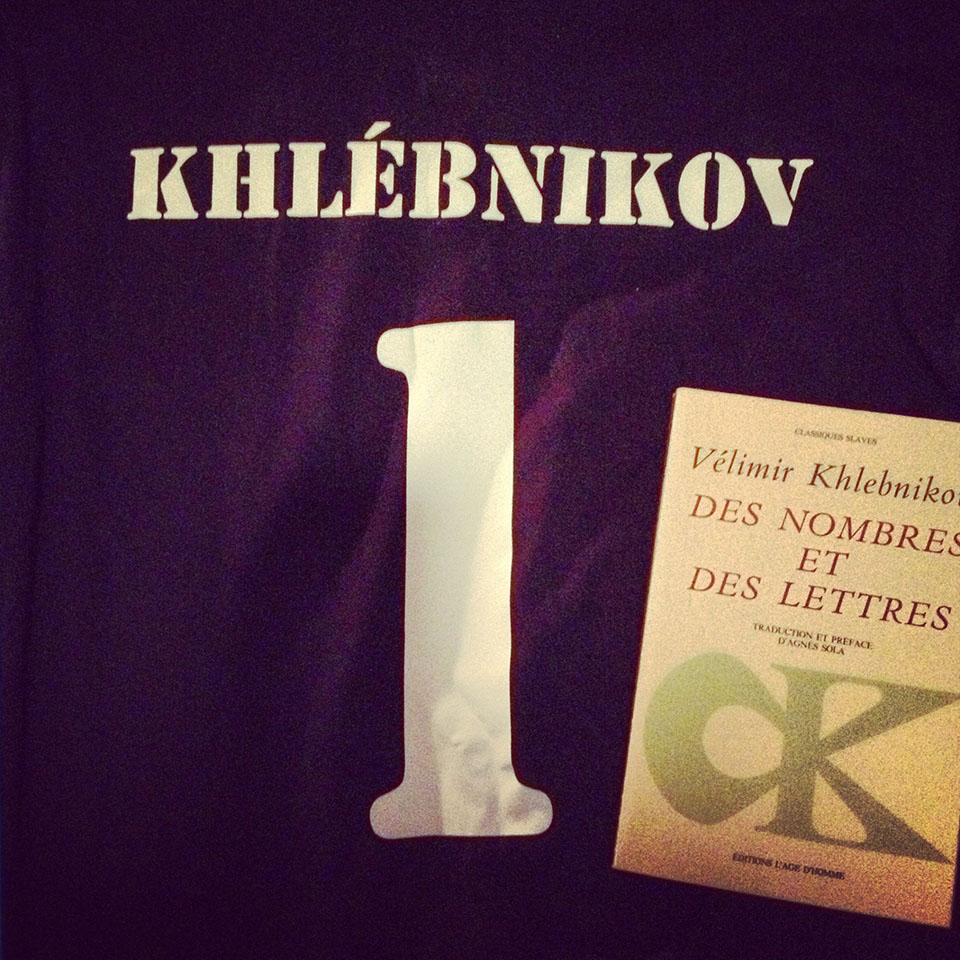 KHLÉBNIKOV
1
CLASSIQUES SLAVES
Vélimir Khlebnikov
DES NOMBRES
ET
DES LETTRES
TRADUCTION ET PRÉFACE
D'AGNÈS SOLA
CK
EDITIONS L'AGE D'HOMME